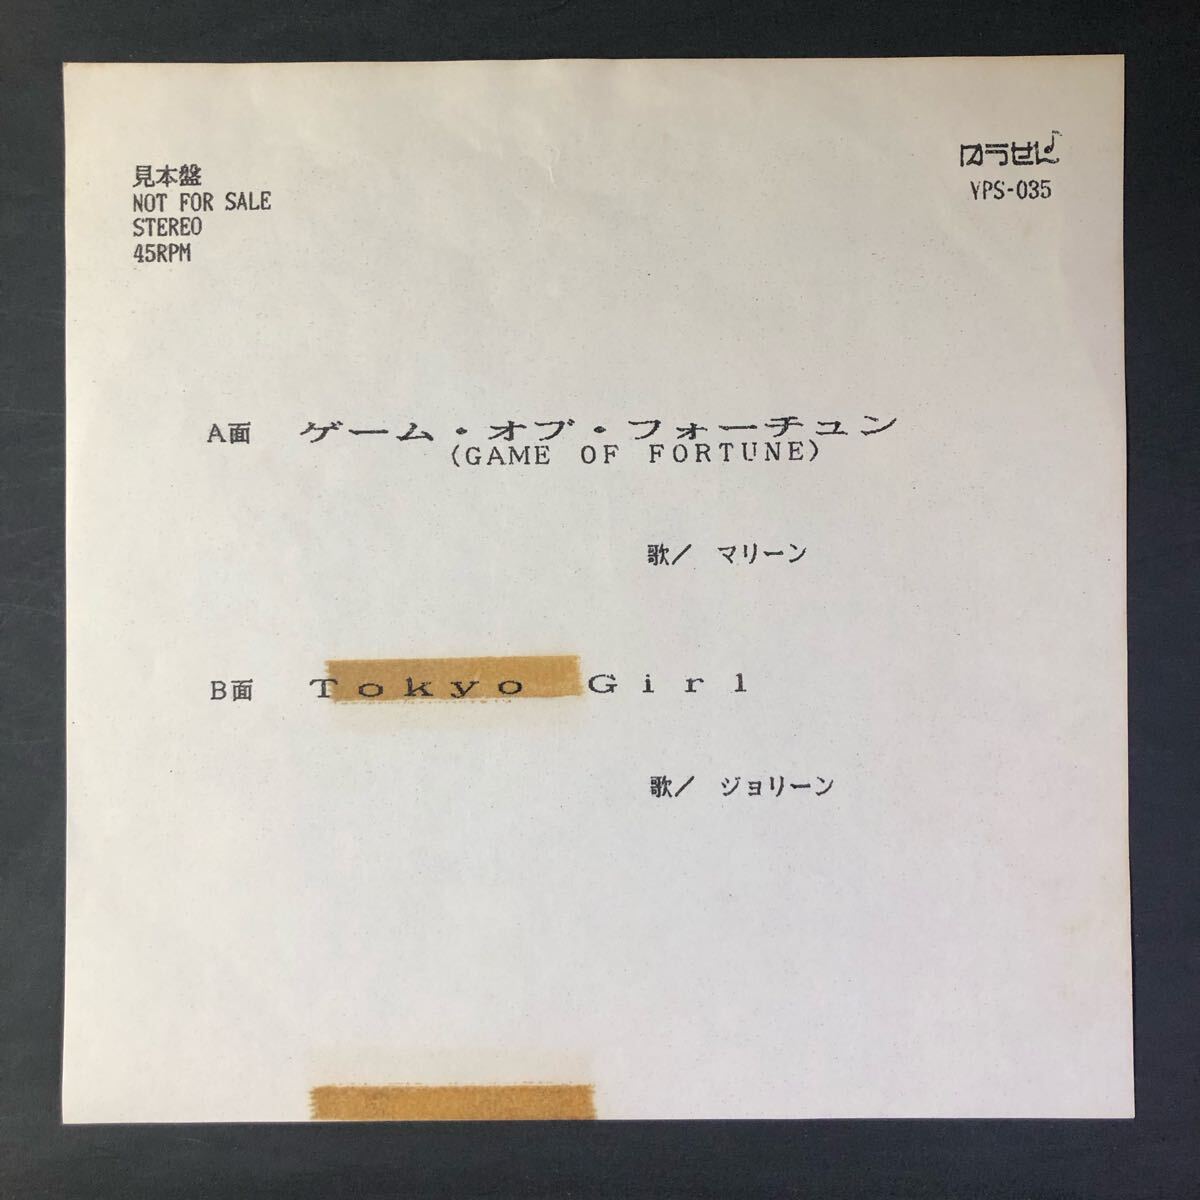 見本盤
NOT FOR SALE
STEREO
45RPM
ゆうせん
YPS-035
A面 ゲーム・オブ・フォーチュン
(GAME OF FORTUNE)
歌／ マリーン
B面 Tokyo Girl
歌／ ジョリーン